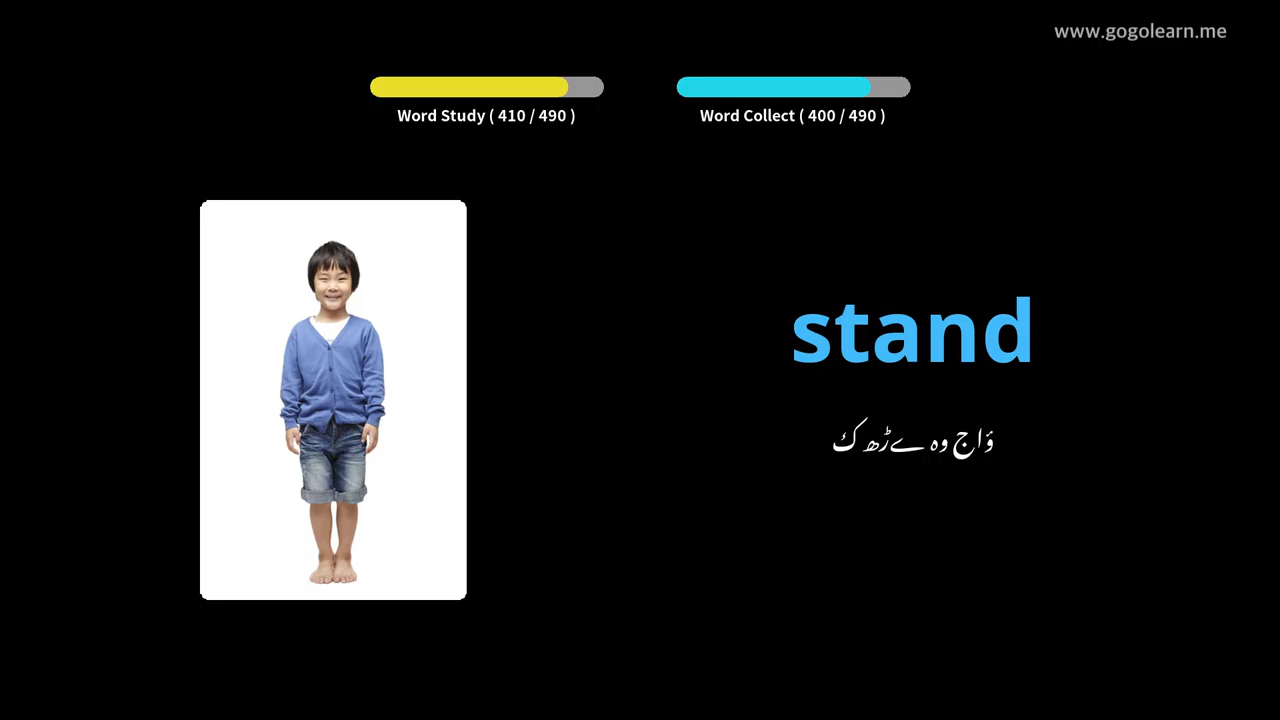 www.gogolearn.me
Word Study ( 410 / 490 )
Word Collect ( 400 / 490 )
stand
ؤاج وہ ےڑھک